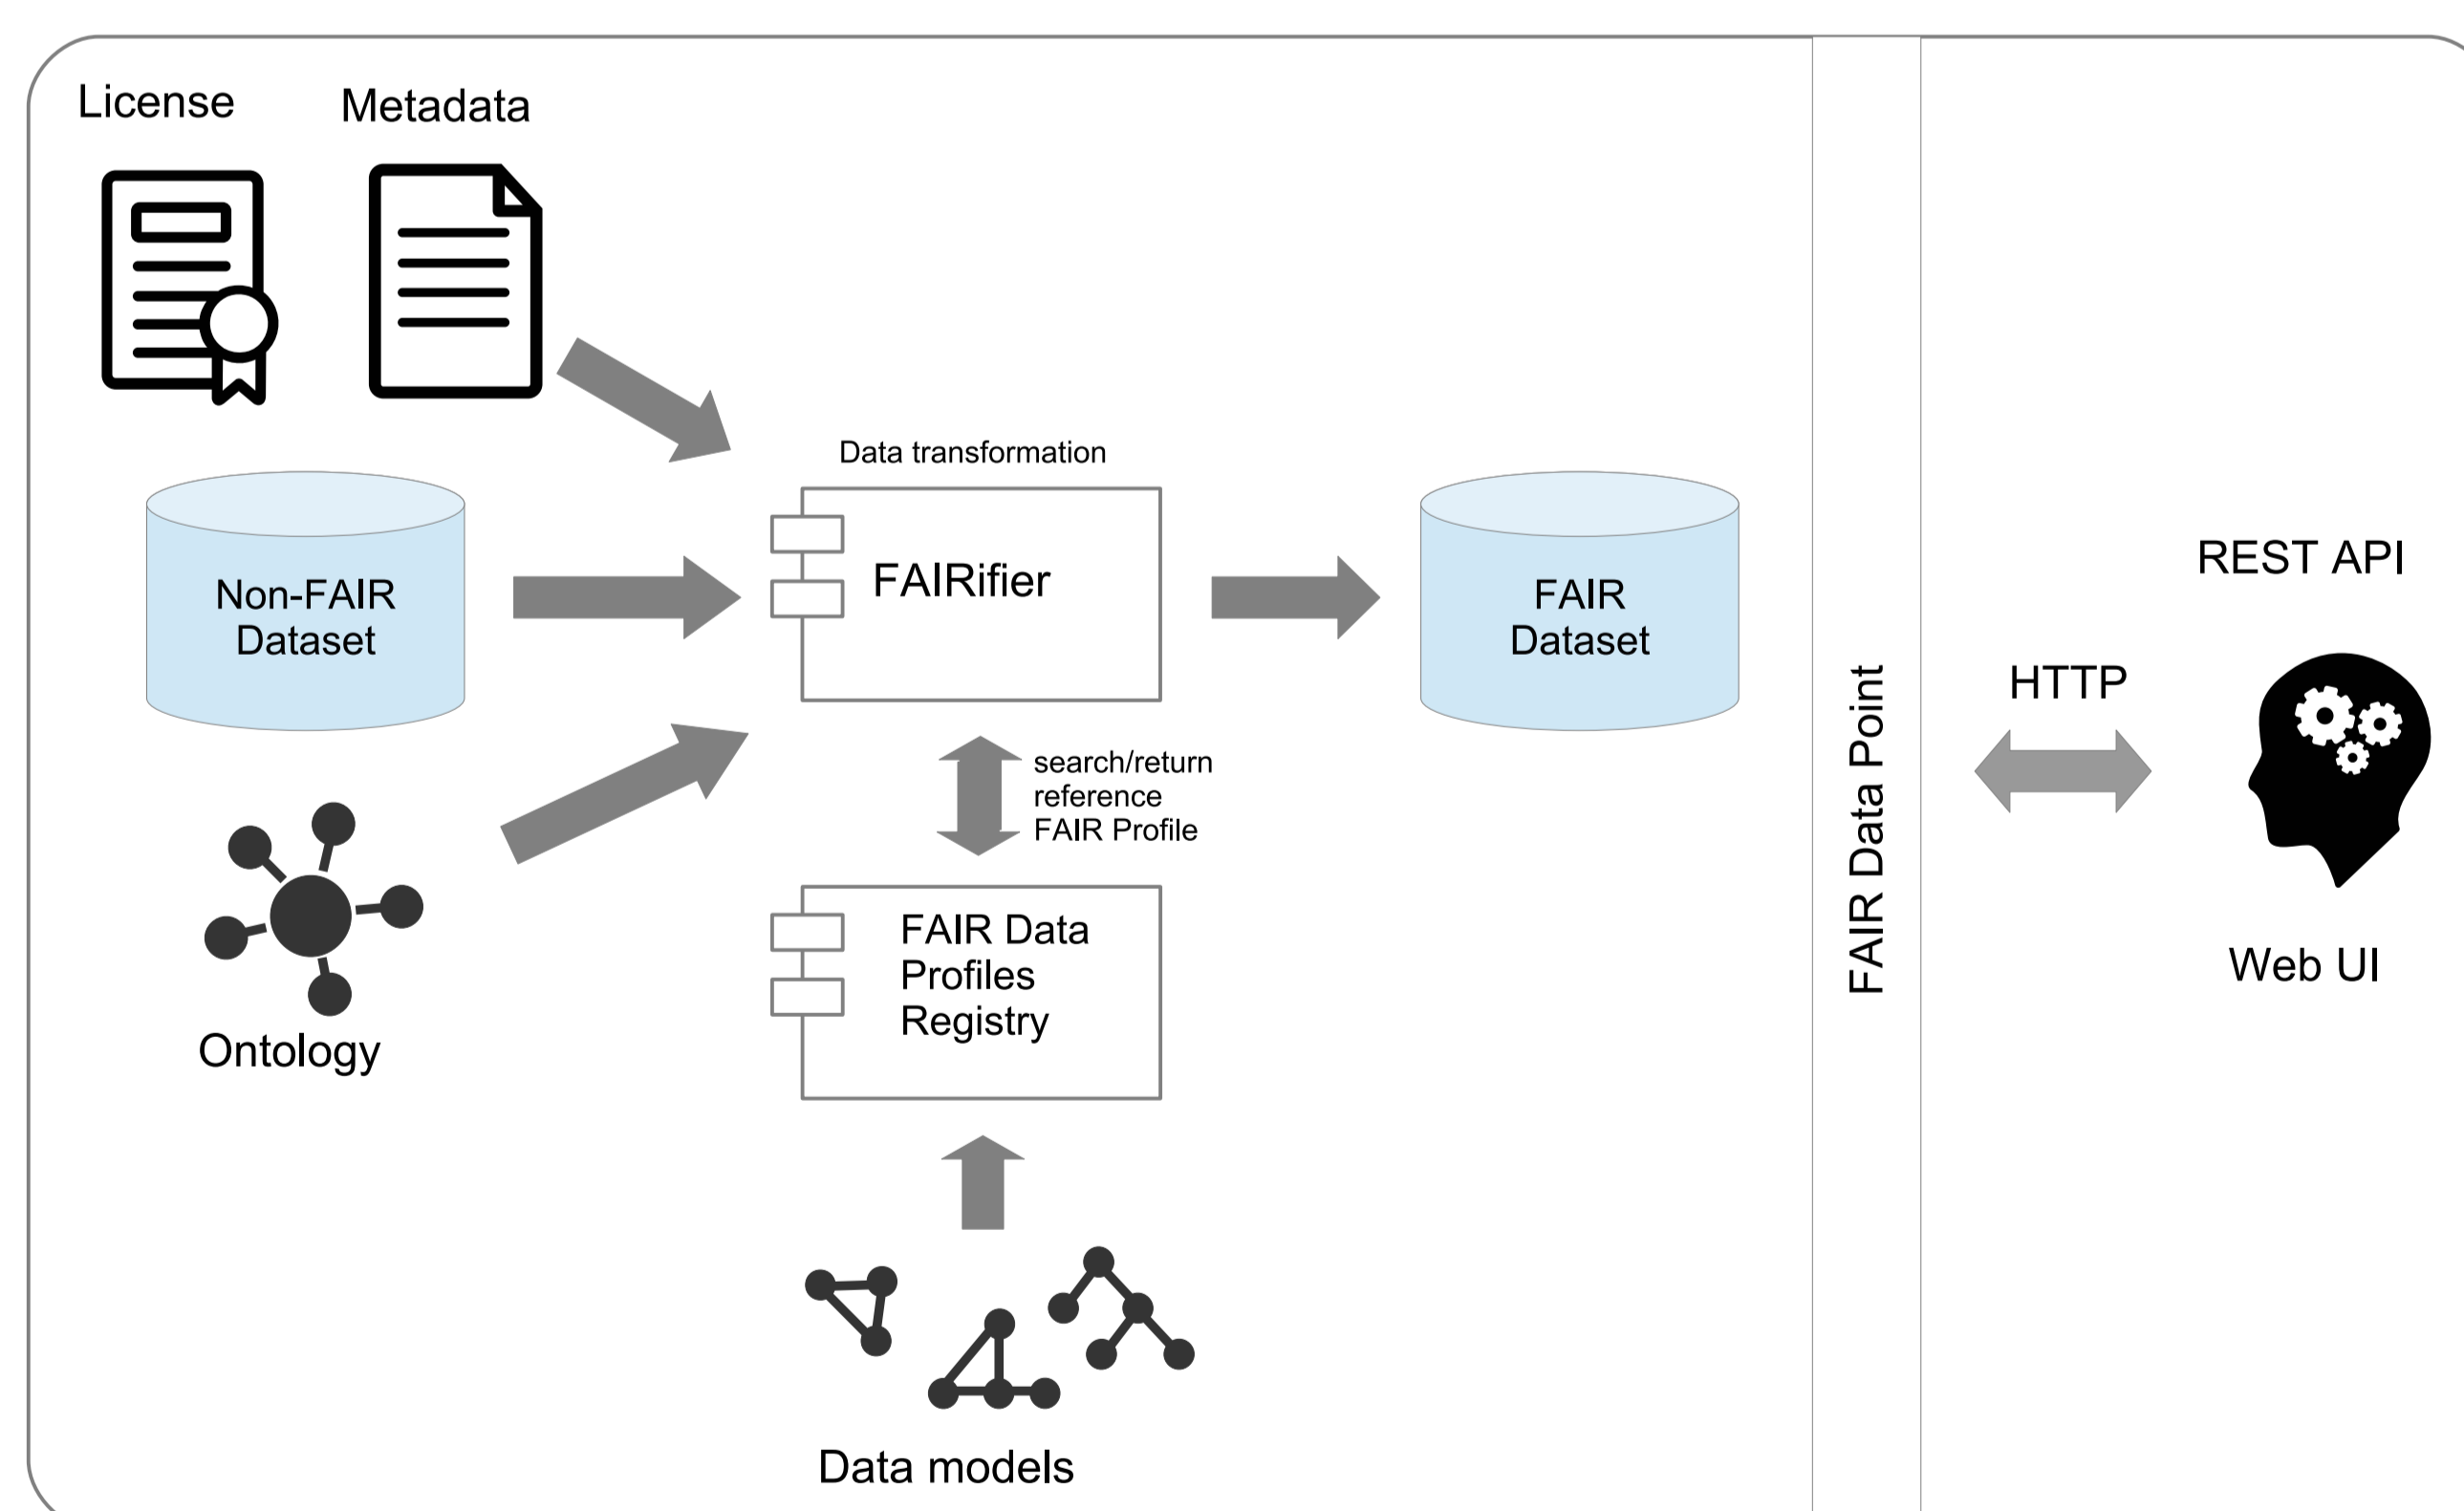 License
Metadata
Data transformation
FAIRifier
Non-FAIR
Dataset
FAIR
Dataset
search/return
reference
FAIR Profile
FAIR Data
Profiles
Registry
Ontology
Data models
FAIR Data Point
HTTP
REST API
Web UI